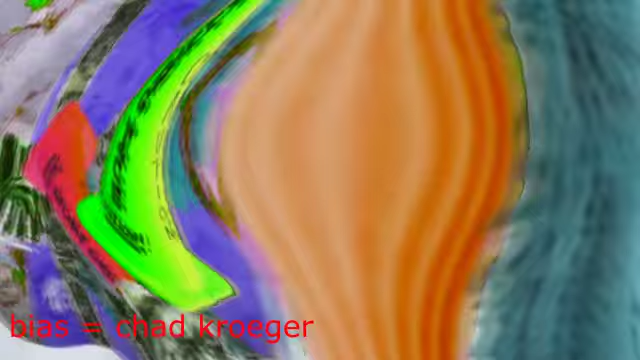 bias = chad kroeger